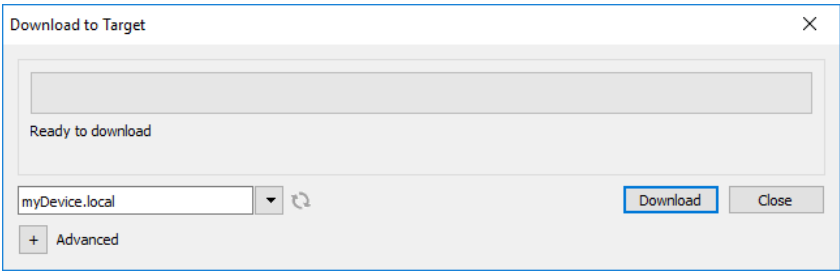 Download to Target
Ready to download
myDevice.local
Download
Close
+ Advanced